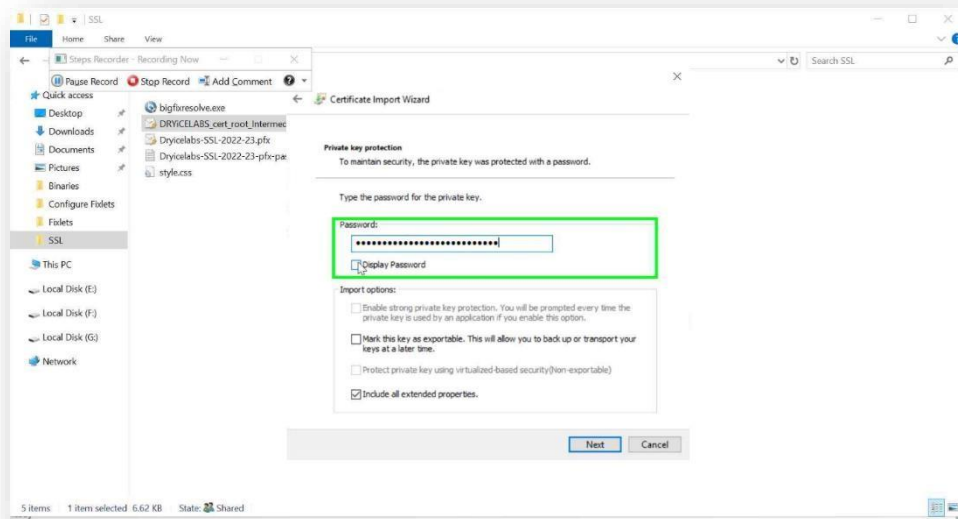 SSL
File Home Share View
Steps Recorder - Recording Now
Search SSL
Pause Record Stop Record Add Comment
Quick access
Certificate Import Wizard
Desktop
bigfixresolve.exe
Downloads
DRYiCELABS_cert_root_Intermed
Documents
Dryicelabs-SSL-2022-23.pfx
Pictures
Dryicelabs-SSL-2022-23-pfx-pas
Binaries
style.css
Configure Fixlets
Fixlets
SSL
This PC
Local Disk (E:)
Local Disk (F:)
Local Disk (G:)
Network
Private key protection
To maintain security, the private key was protected with a password.
Type the password for the private key.
Password:
Display Password
Import options:
Enable strong private key protection. You will be prompted every time the
private key is used by an application if you enable this option.
Mark this key as exportable. This will allow you to back up or transport your
keys at a later time.
Protect private key using virtualized-based security(Non-exportable)
Include all extended properties.
Next Cancel
5 items 1 item selected 6.62 KB State: Shared